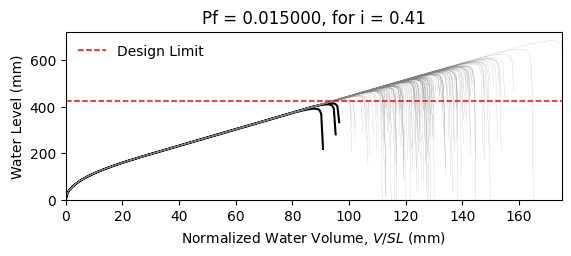 Pf = 0.015000, for i = 0.41
Design Limit
Water Level (mm)
600
400
200
0
0 20 40 60 80 100 120 140 160
Normalized Water Volume, V/SL (mm)